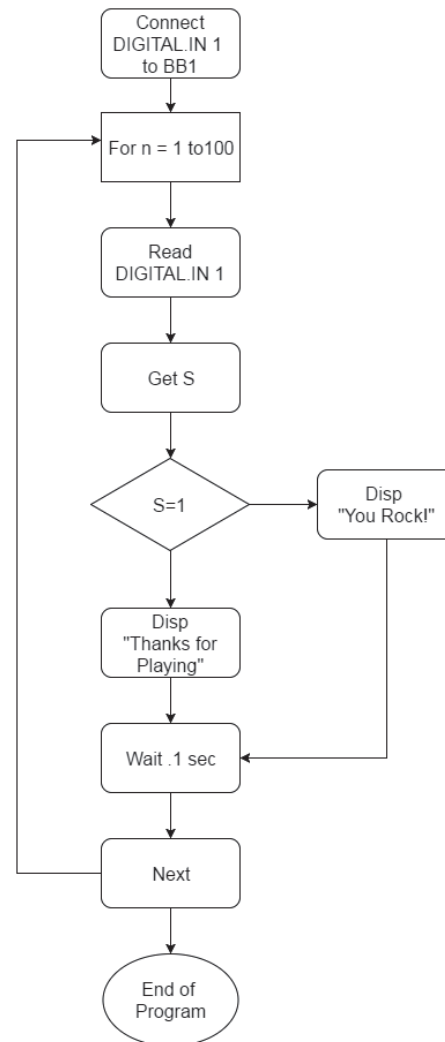 Connect
DIGITAL.IN 1
to BB1
For n = 1 to100
Read
DIGITAL.IN 1
Get S
S=1
Disp
"You Rock!"
Disp
"Thanks for
Playing"
Wait .1 sec
Next
End of
Program